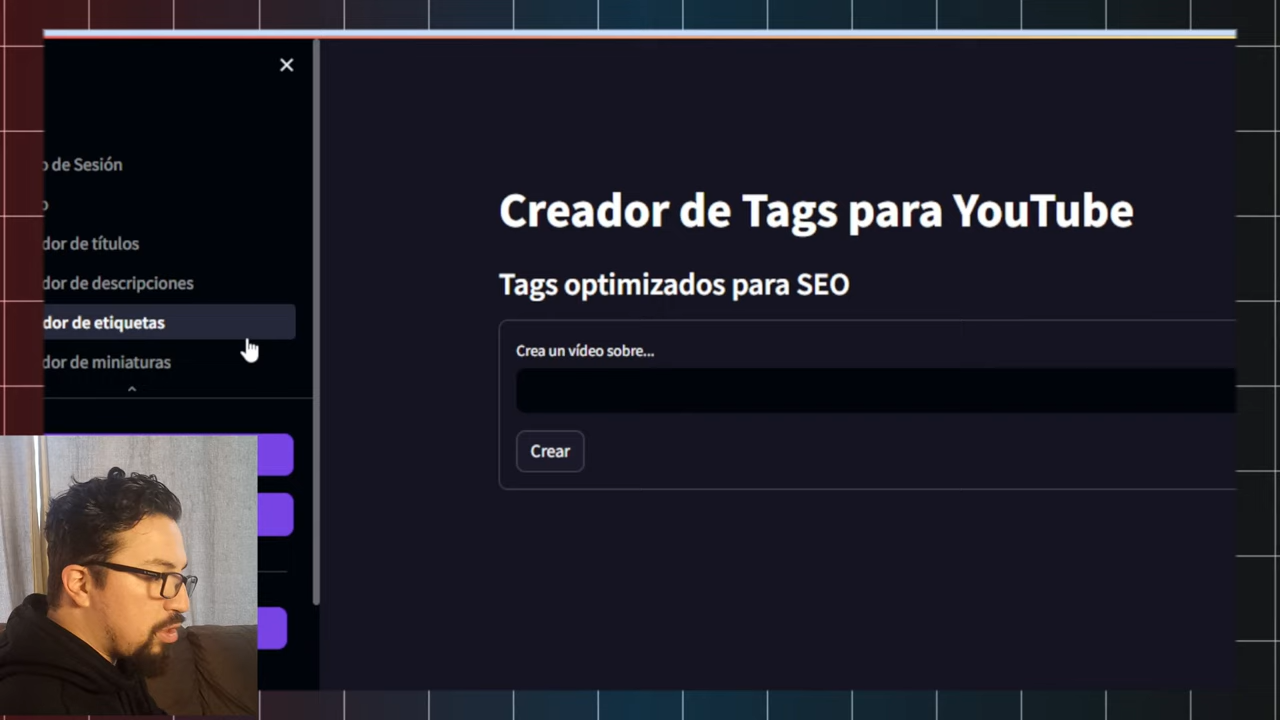 o de Sesión
o
dor de títulos
dor de descripciones
dor de etiquetas
dor de miniaturas
Creador de Tags para YouTube
Tags optimizados para SEO
Crea un vídeo sobre...
Crear